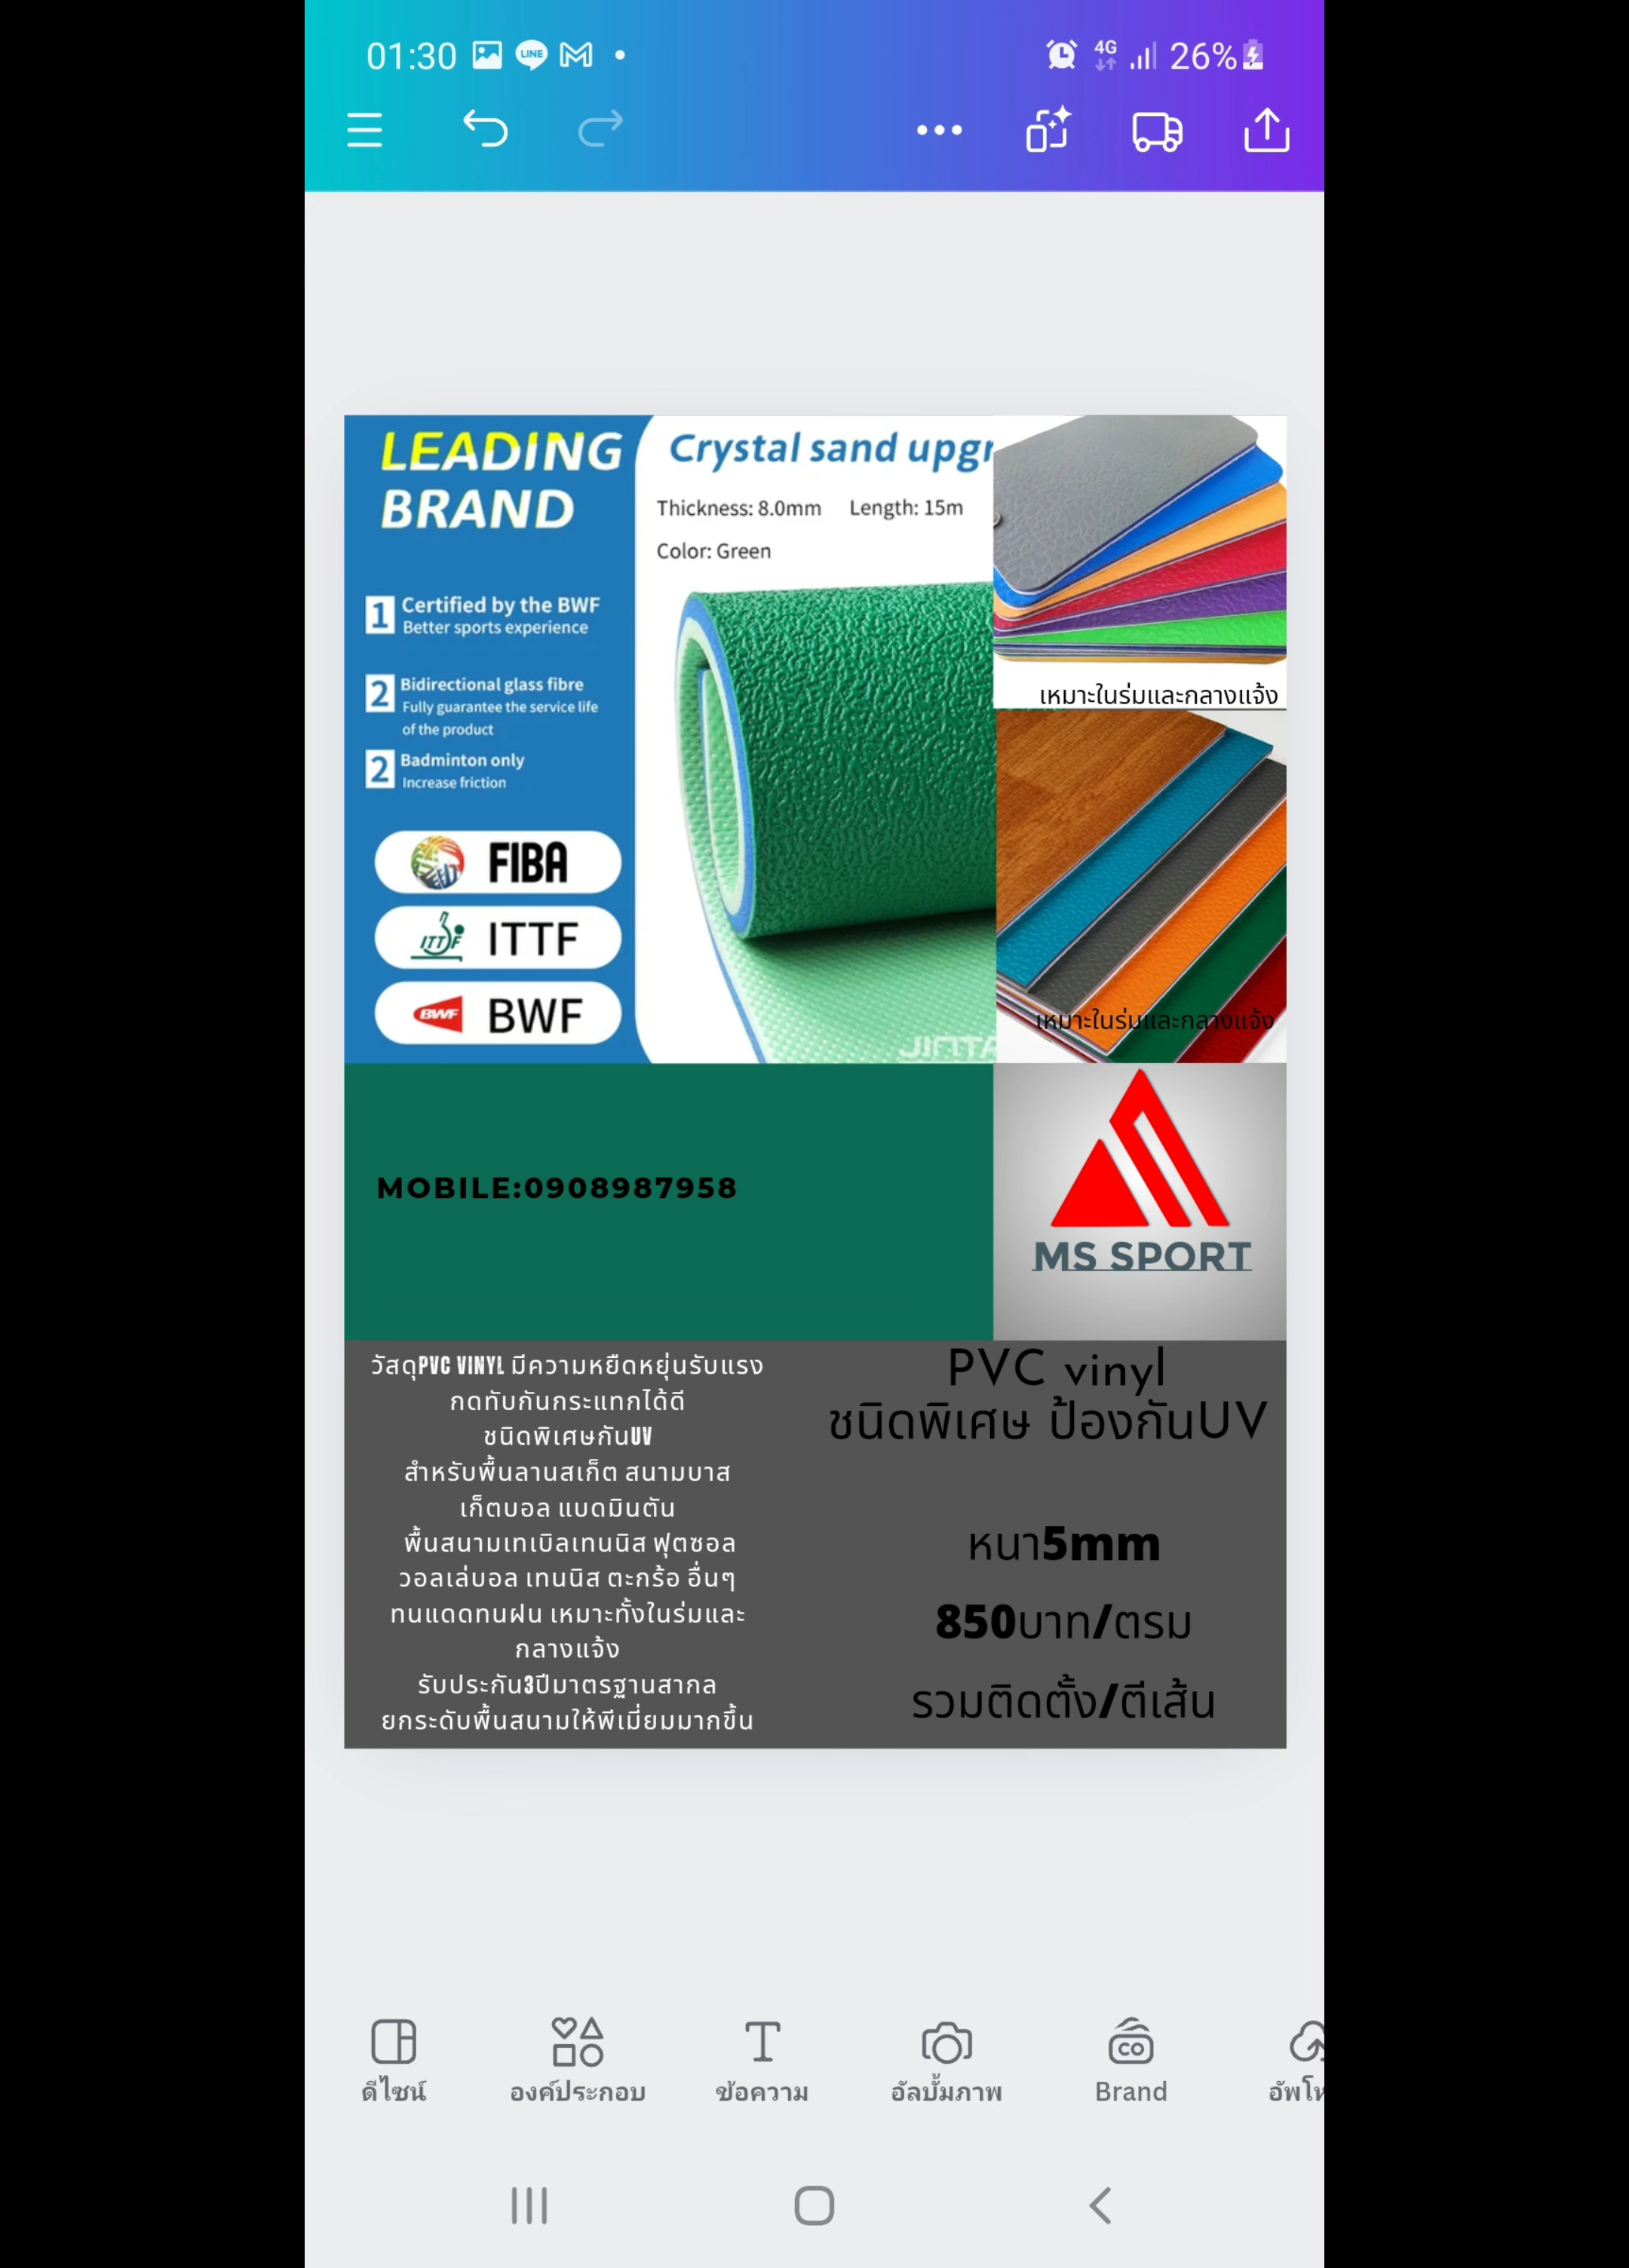 01:30
LINE
4G
26%
LEADING
BRAND
1
Certified by the BWF
Better sports experience
2
Bidirectional glass fibre
Fully guarantee the service life
of the product
2
Badminton only
Increase friction
FIBA
ITTF ITTF
BWF BWF
Crystal sand upgr
Thickness: 8.0mm Length: 15m
Color: Green
JINTA
เหมาะในร่มและกลางแจ้ง
เหมาะในร่มและกลางแจ้ง
MOBILE:0908987958
MS SPORT
วัสดุPVC VINYL มีความหยืดหยุ่นรับแรง
กดทับกันกระแทกได้ดี
ชนิดพิเศษกันUV
สำหรับพื้นลานสเก็ต สนามบาส
เก็ตบอล แบดมินตัน
พื้นสนามเทเบิลเทนนิส ฟุตซอล
วอลเล่บอล เทนนิส ตะกร้อ อื่นๆ
ทนแดดทนฝน เหมาะทั้งในร่มและ
กลางแจ้ง
รับประกัน3ปีมาตรฐานสากล
ยกระดับพื้นสนามให้พีเมี่ยมมากขึ้น
PVC vinyl
ชนิดพิเศษ ป้องกันUV
หนา5mm
850บาท/ตรม
รวมติดตั้ง/ตีเส้น
ดีไซน์
องค์ประกอบ
ข้อความ
อัลบั้มภาพ
CO
Brand
อัพโห